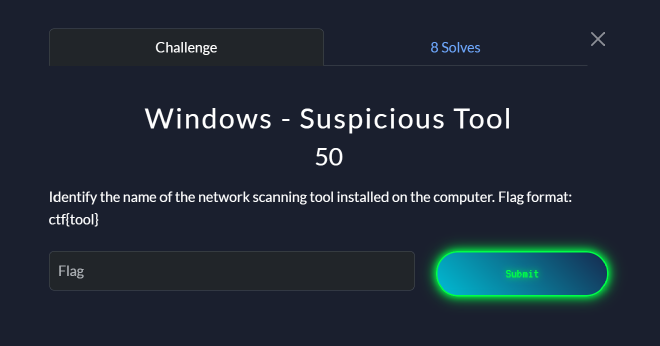 Challenge
8 Solves
Windows - Suspicious Tool
50
Identify the name of the network scanning tool installed on the computer. Flag format:
ctf{tool}
Flag
Submit